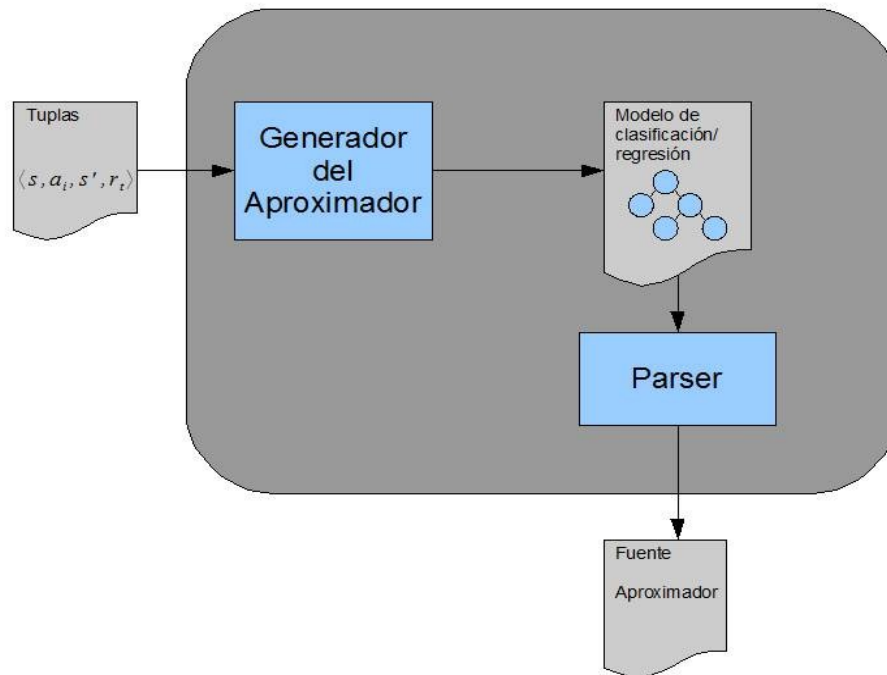 Tuplas
⟨s, a_i, s', r_t⟩
Generador
del
Aproximador
Modelo de
clasificación/
regresión
Parser
Fuente
Aproximador